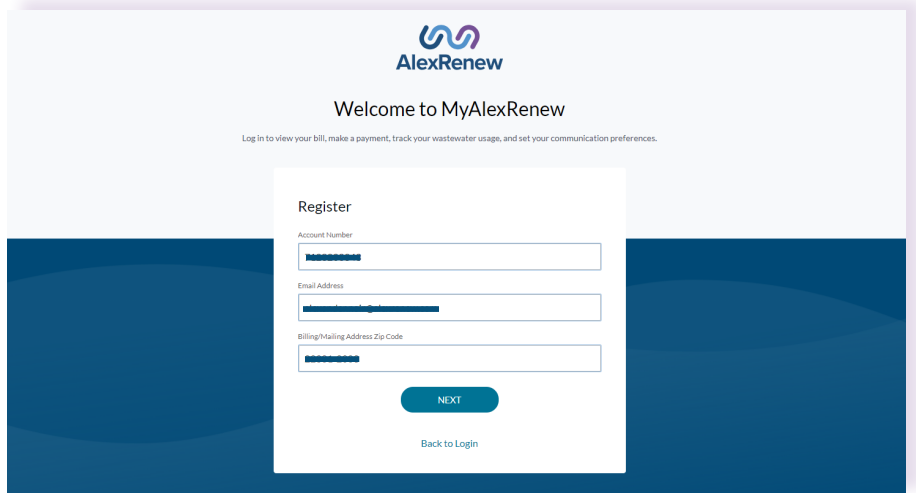 AlexRenew
Welcome to MyAlexRenew
Log in to view your bill, make a payment, track your wastewater usage, and set your communication preferences.
Register
Account Number
Email Address
Billing/Mailing Address Zip Code
NEXT
Back to Login